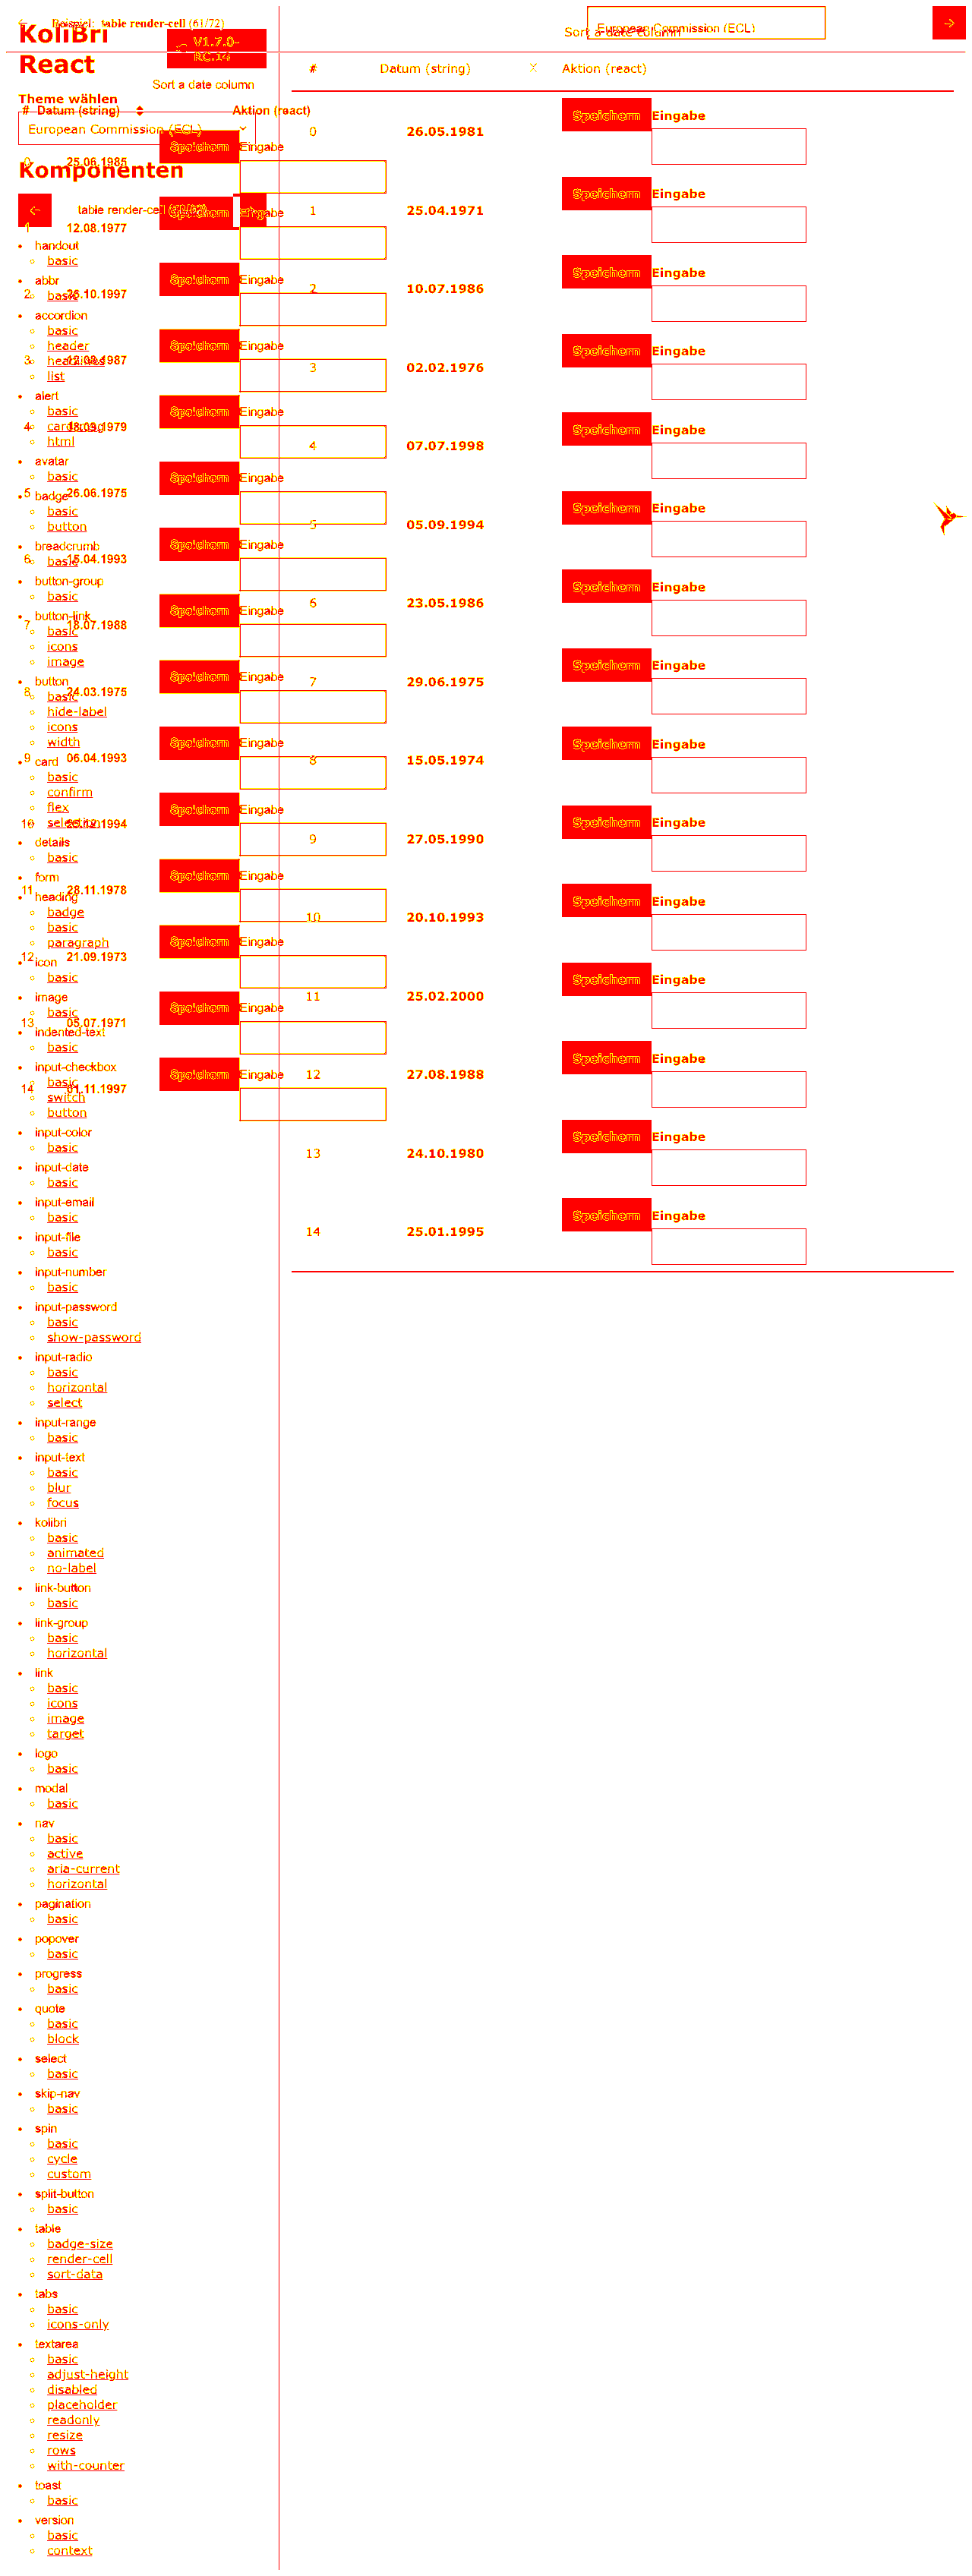 ← Beispiel: table render-cell (61/72)
KoliBri
React
V1.7.0-
RC.14
European Commission (ECL)
→
Sort a date column
Sort a date column
Theme wählen
# Datum (string) Aktion (react)
European Commission (ECL)
# Datum (string) Aktion (react)
Komponenten
← table render-cell →
0 25.06.1985 Speichern Eingabe
1 12.08.1977 Speichern Eingabe
2 26.10.1997 Speichern Eingabe
3 Speichern Eingabe
4 18.09.1979 Speichern Eingabe
5 26.06.1975 Speichern Eingabe
6 15.04.1993 Speichern Eingabe
7 18.07.1988 Speichern Eingabe
8 24.03.1975 Speichern Eingabe
9 06.04.1993 Speichern Eingabe
10 Speichern Eingabe
11 28.11.1978 Speichern Eingabe
12 21.09.1973 Speichern Eingabe
13 05.07.1971 Speichern Eingabe
14 01.11.1997 Speichern Eingabe
handout
basic
abbr
basic
accordion
basic
header
headlines
list
alert
basic
card-msg
html
avatar
basic
badge
basic
button
breadcrumb
basic
button-group
basic
button-link
basic
icons
image
button
basic
hide-label
icons
width
card
basic
confirm
flex
selection
details
basic
form
heading
badge
basic
paragraph
icon
basic
image
basic
indented-text
basic
input-checkbox
basic
switch
button
input-color
basic
input-date
basic
input-email
basic
input-file
basic
input-number
basic
input-password
basic
show-password
input-radio
basic
horizontal
select
input-range
basic
input-text
basic
blur
focus
kolibri
basic
animated
no-label
link-button
basic
link-group
basic
horizontal
link
basic
icons
image
target
logo
basic
modal
basic
nav
basic
active
aria-current
horizontal
pagination
basic
popover
basic
progress
basic
quote
basic
block
select
basic
skip-nav
basic
spin
basic
cycle
custom
split-button
basic
table
badge-size
render-cell
sort-data
tabs
basic
icons-only
textarea
basic
adjust-height
disabled
placeholder
readonly
resize
rows
with-counter
toast
basic
version
basic
context
0 26.05.1981 Speichern Eingabe
1 25.04.1971 Speichern Eingabe
2 10.07.1986 Speichern Eingabe
3 02.02.1976 Speichern Eingabe
4 07.07.1998 Speichern Eingabe
5 05.09.1994 Speichern Eingabe
6 23.05.1986 Speichern Eingabe
7 29.06.1975 Speichern Eingabe
8 15.05.1974 Speichern Eingabe
9 27.05.1990 Speichern Eingabe
10 20.10.1993 Speichern Eingabe
11 25.02.2000 Speichern Eingabe
12 27.08.1988 Speichern Eingabe
13 24.10.1980 Speichern Eingabe
14 25.01.1995 Speichern Eingabe